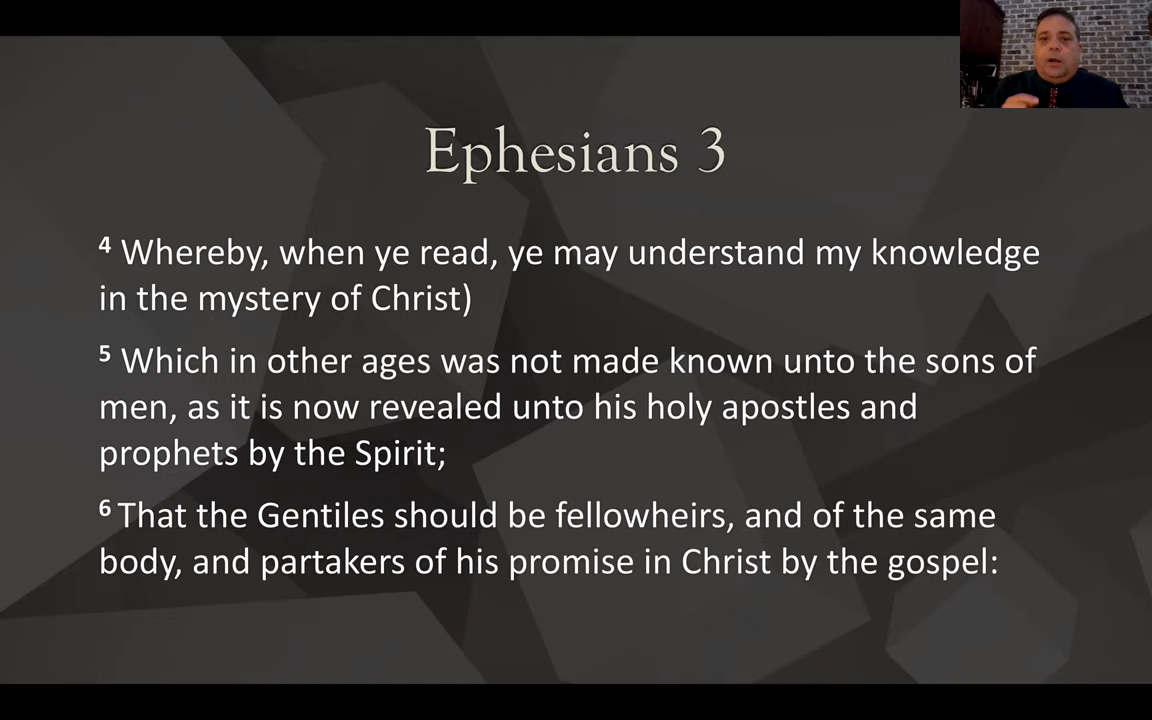 Ephesians 3
4 Whereby, when ye read, ye may understand my knowledge
in the mystery of Christ)
5 Which in other ages was not made known unto the sons of
men, as it is now revealed unto his holy apostles and
prophets by the Spirit;
6 That the Gentiles should be fellowheirs, and of the same
body, and partakers of his promise in Christ by the gospel: